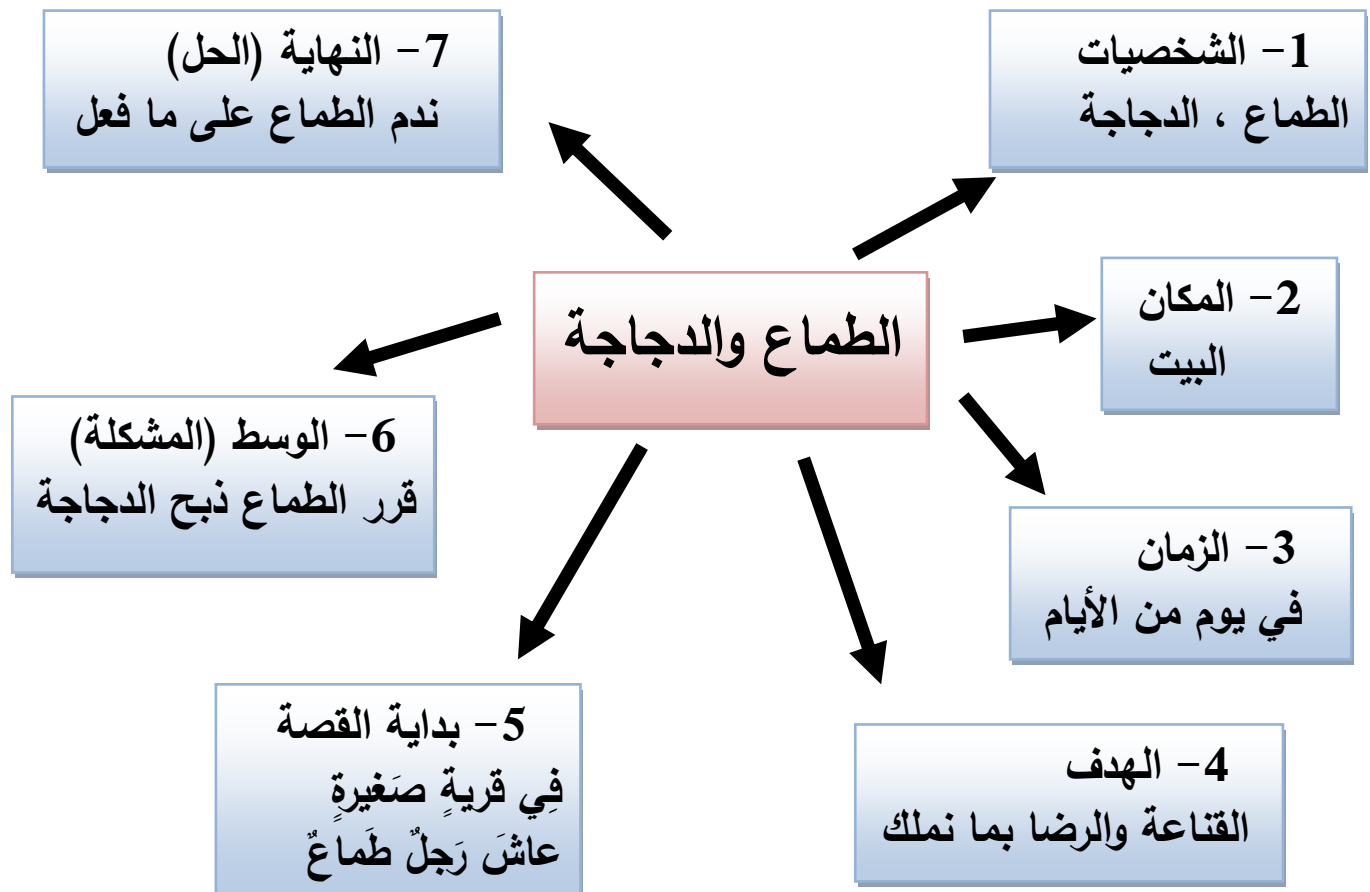 الطماع والدجاجة
1- الشخصيات
الطماع ، الدجاجة
2- المكان
البيت
3- الزمان
في يوم من الأيام
4- الهدف
القناعة والرضا بما نملك
5- بداية القصة
فِي قريةٍ صَغيرةٍ
عاشَ رَجلٌ طَماعٌ
6- الوسط (المشكلة)
قرر الطماع ذبح الدجاجة
7- النهاية (الحل)
ندم الطماع على ما فعل